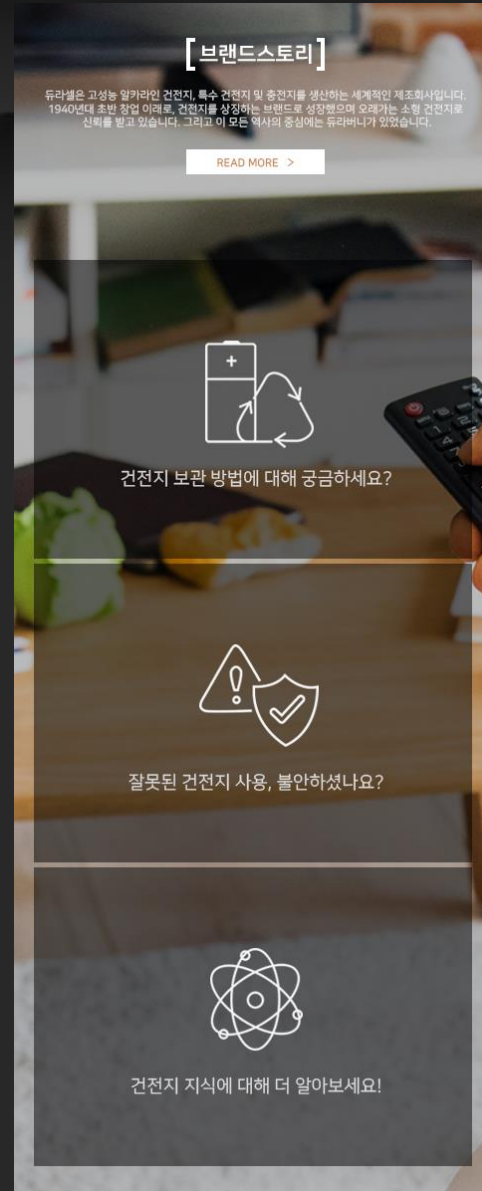 [브랜드스토리]
듀라셀은 고성능 알카라인 건전지, 특수 건전지 및 충전지를 생산하는 세계적인 제조회사입니다.
1940년대 초반 창업 이래로, 건전지를 상징하는 브랜드로 성장했으며 오래가는 소형 건전지로
신뢰를 받고 있습니다. 그리고 이 모든 역사의 중심에는 듀라버니가 있었습니다.
READ MORE >
건전지 보관 방법에 대해 궁금하세요?
잘못된 건전지 사용, 불안하셨나요?
건전지 지식에 대해 더 알아보세요!